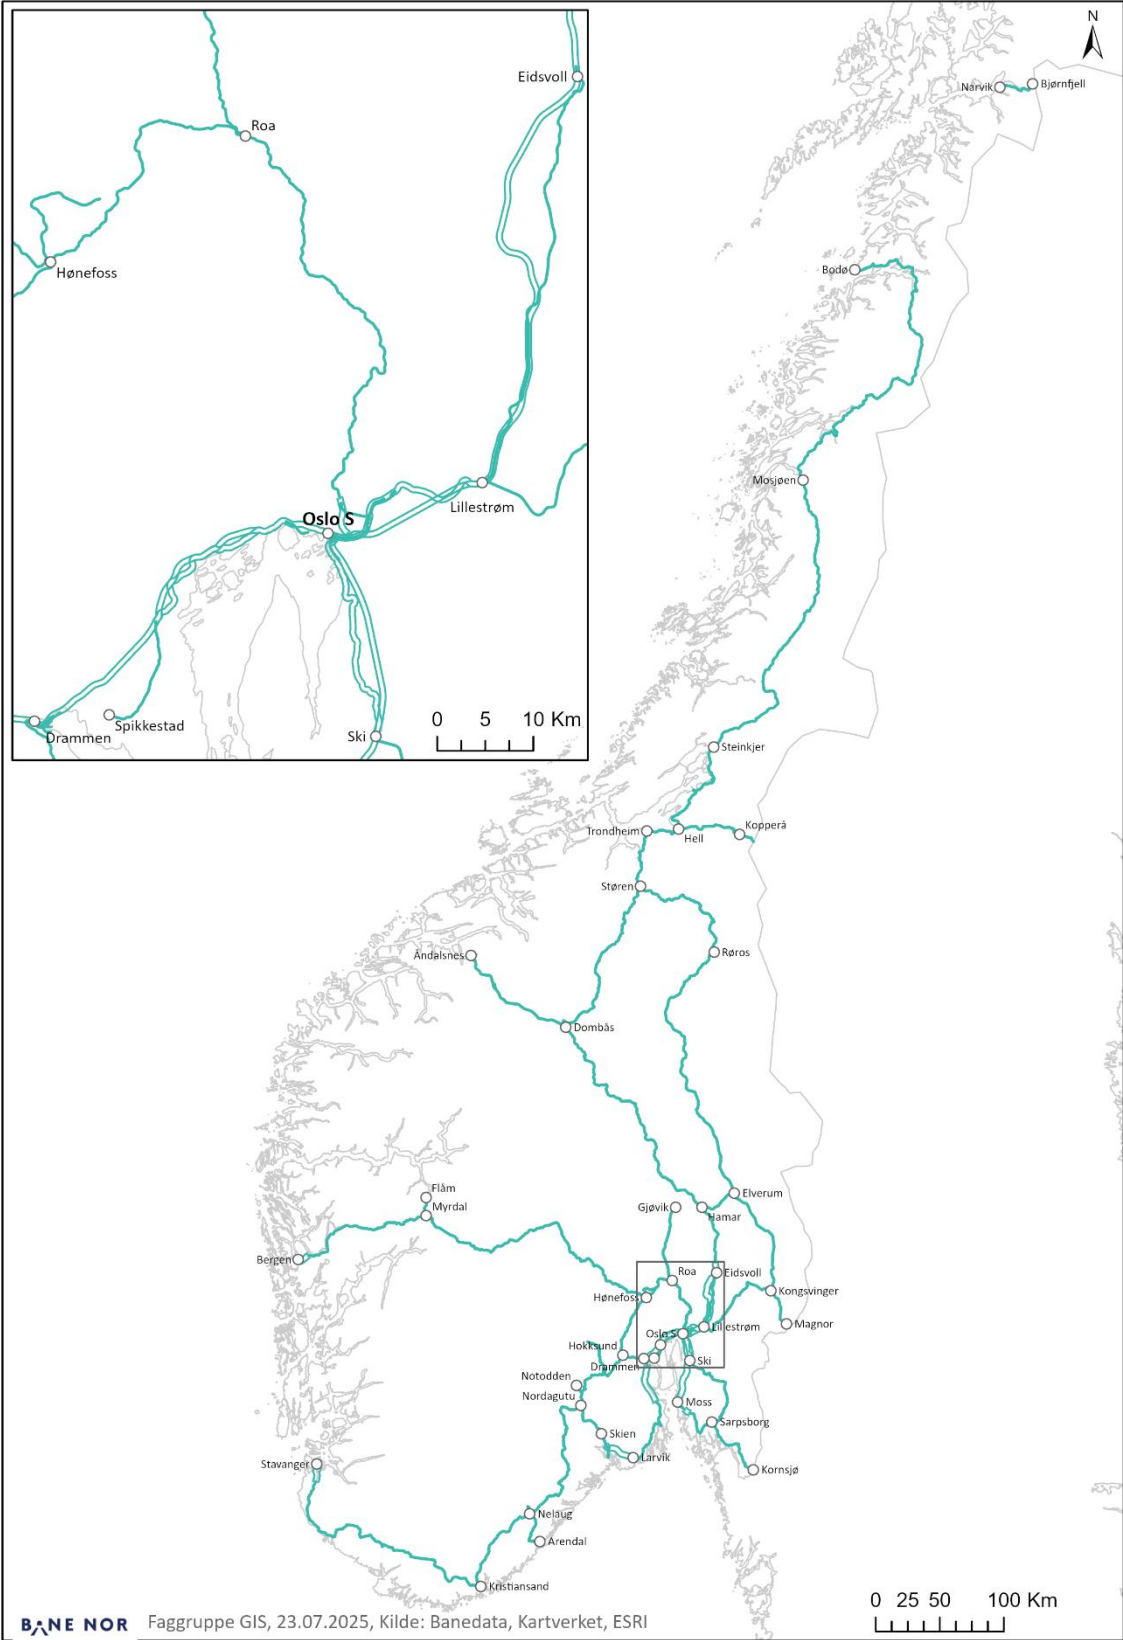 N
Eidsvoll
Roa
Hønefoss
Lillestrøm
Oslo S
Spikkestad
Drammen
Ski
0 5 10 Km
Narvik
Bjørnfjell
Bodø
Mosjøen
Steinkjer
Trondheim
Hell
Kopperå
Støren
Røros
Åndalsnes
Dombås
Elverum
Flåm
Myrdal
Gjøvik
Hamar
Bergen
Roa
Eidsvoll
Hønefoss
Kongsvinger
Magnor
Oslo S
Lillestrøm
Hokksund
Drammen
Ski
Notodden
Nordagutu
Moss
Sarpsborg
Skien
Larvik
Stavanger
Kornsjø
Nelaug
Arendal
Kristiansand
0 25 50 100 Km
BANE NOR Faggruppe GIS, 23.07.2025, Kilde: Banedata, Kartverket, ESRI